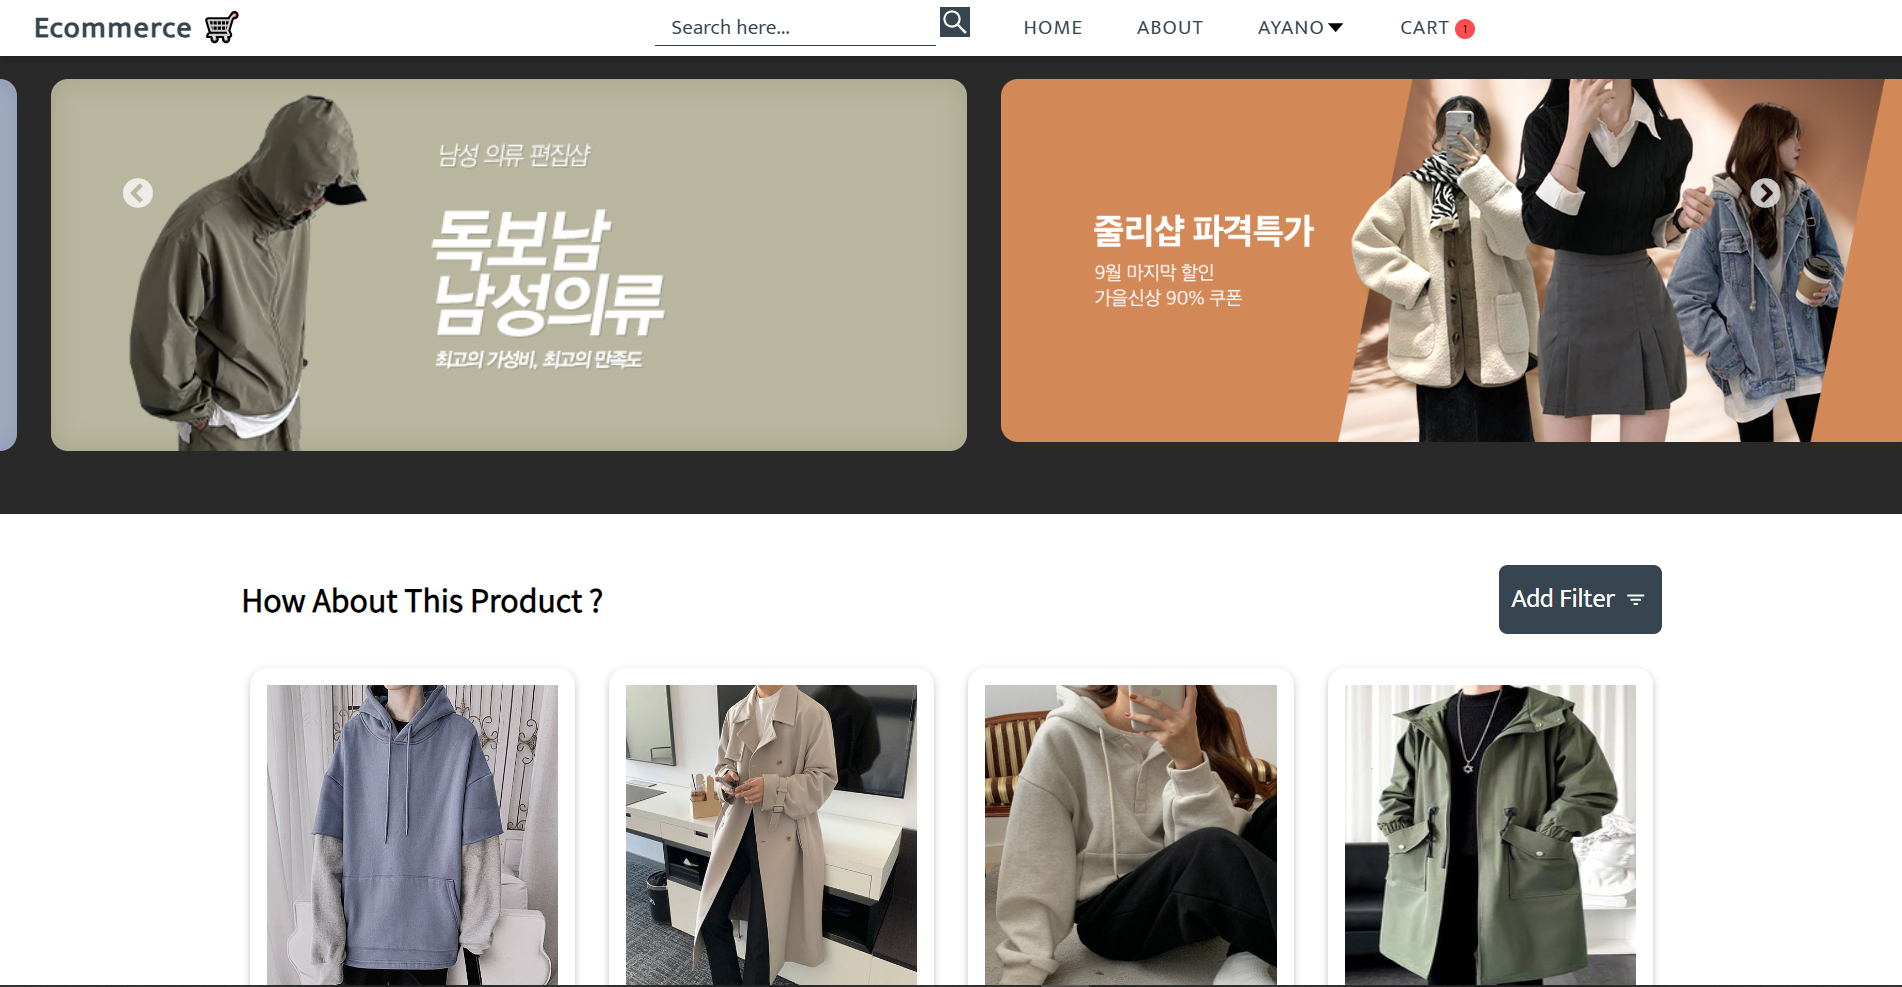 Ecommerce
Search here...
HOME
ABOUT
AYANO
CART 1
남성 의류 편집샵
독보남
남성의류
최고의 가성비, 최고의 만족도
줄리샵 파격특가
9월 마지막 할인
가을신상 90% 쿠폰
How About This Product ?
Add Filter